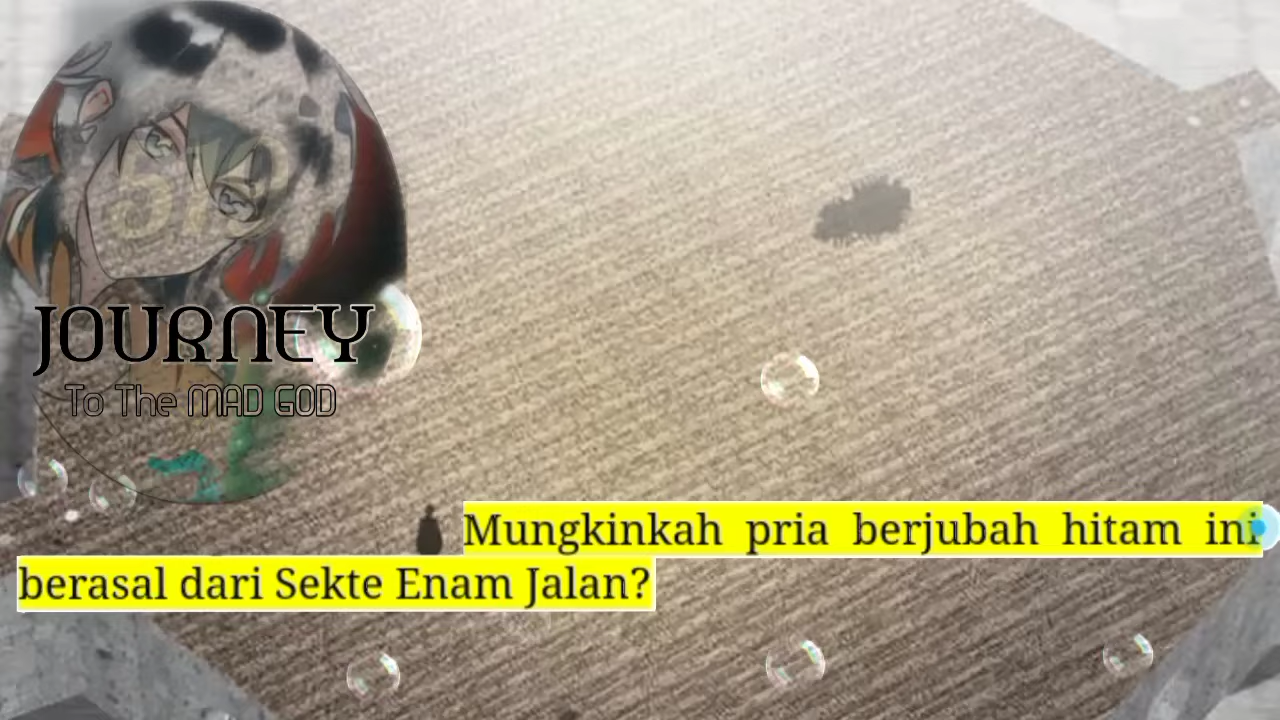 JOURNEY
To The MAD GOD
Mungkinkah pria berjubah hitam ini
berasal dari Sekte Enam Jalan?